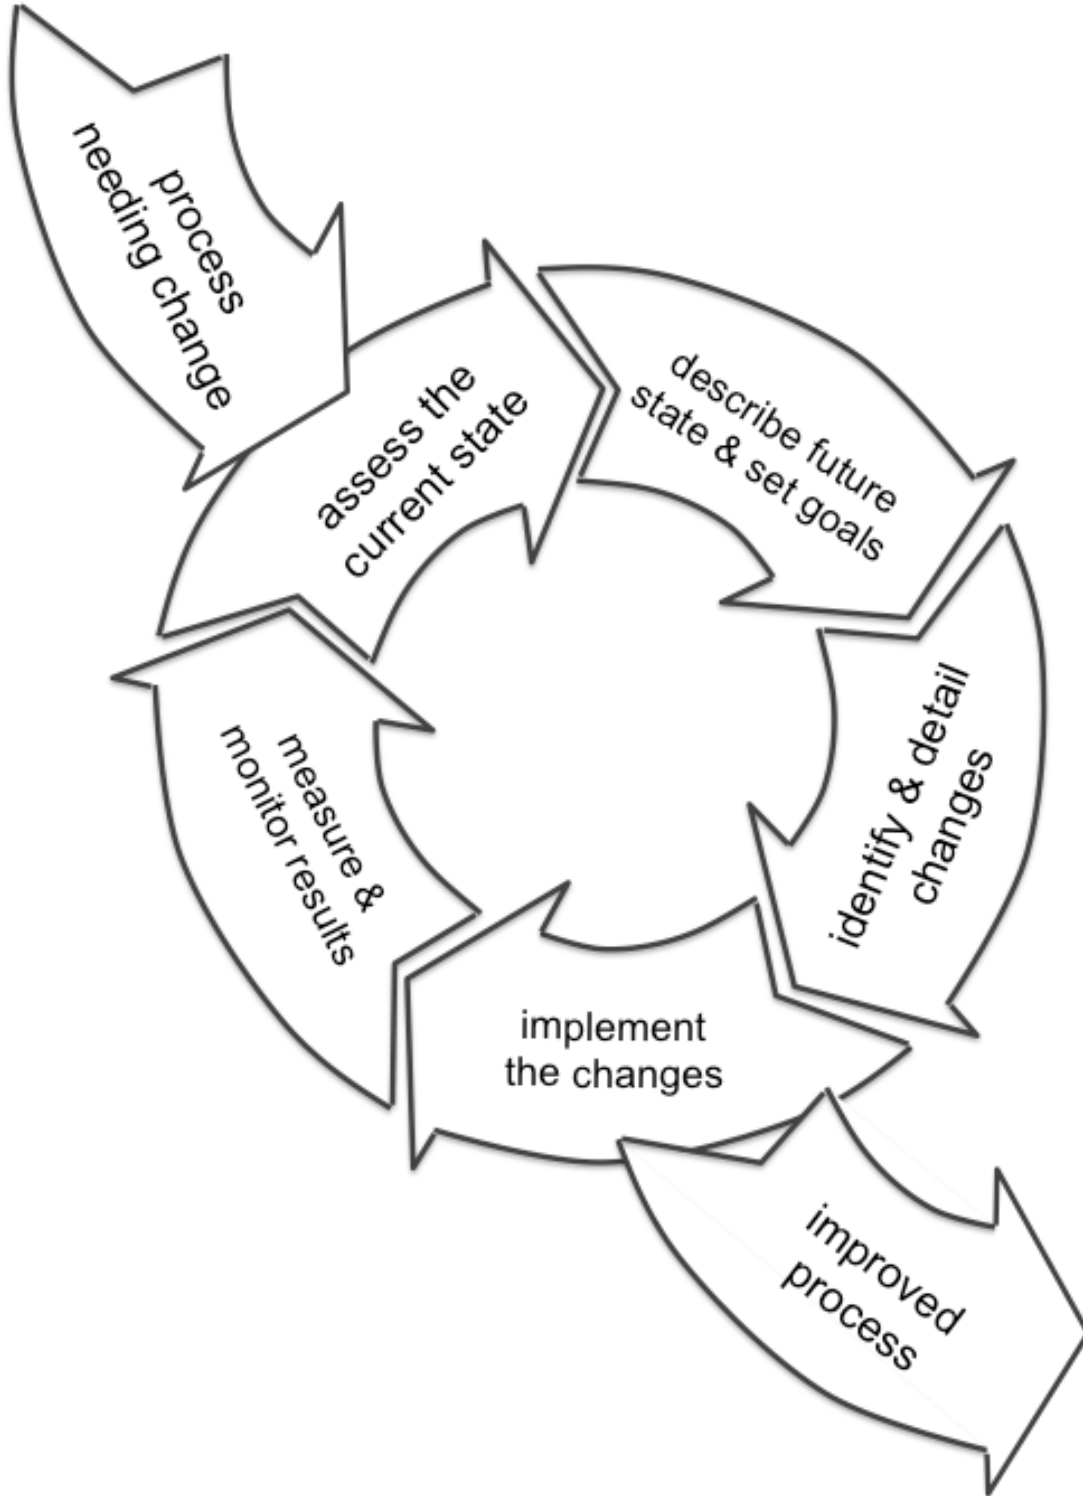 process
needing change
assess the
current state
describe future
state & set goals
identify & detail
changes
implement
the changes
measure &
monitor results
improved
process